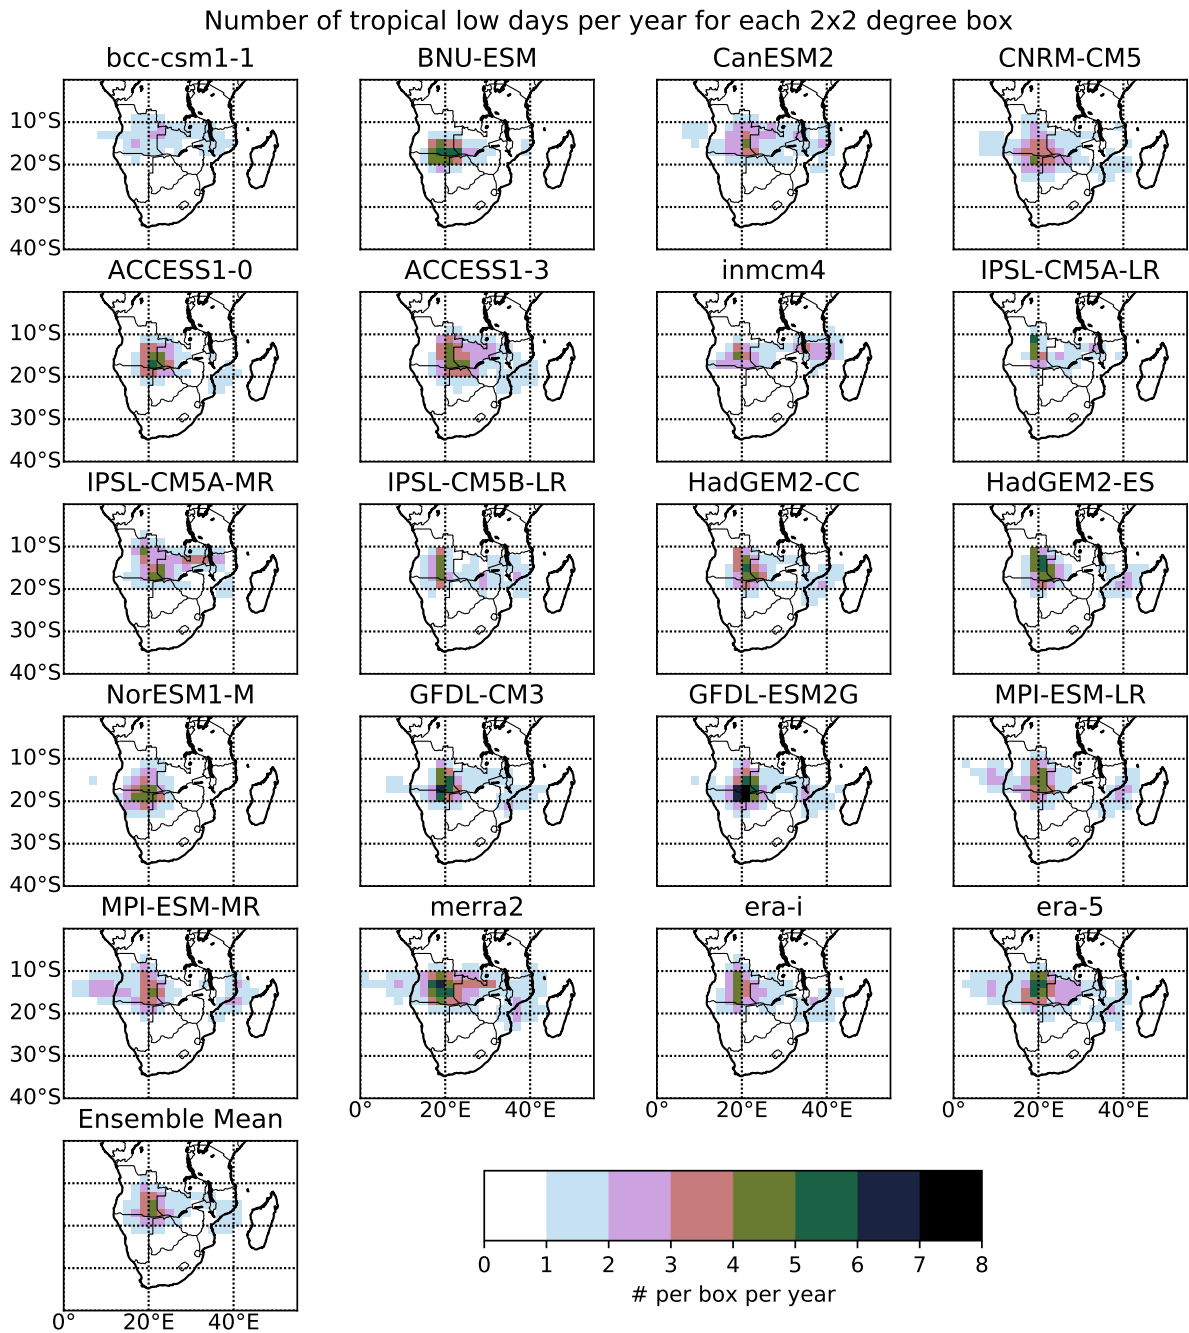 Number of tropical low days per year for each 2x2 degree box
bcc-csm1-1 BNU-ESM CanESM2 CNRM-CM5
10°S
20°S
30°S
40°S
ACCESS1-0 ACCESS1-3 inmcm4 IPSL-CM5A-LR
10°S
20°S
30°S
40°S
IPSL-CM5A-MR IPSL-CM5B-LR HadGEM2-CC HadGEM2-ES
10°S
20°S
30°S
40°S
NorESM1-M GFDL-CM3 GFDL-ESM2G MPI-ESM-LR
10°S
20°S
30°S
40°S
MPI-ESM-MR merra2 era-i era-5
10°S
20°S
30°S
40°S
0° 20°E 40°E 0° 20°E 40°E 0° 20°E 40°E
Ensemble Mean
0 1 2 3 4 5 6 7 8
# per box per year
0° 20°E 40°E